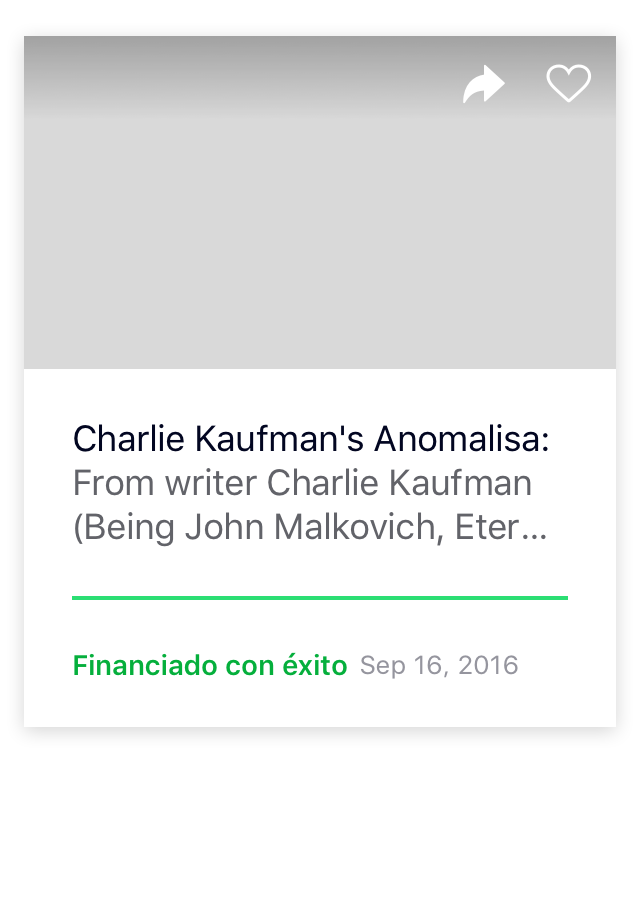 Charlie Kaufman's Anomalisa:
From writer Charlie Kaufman
(Being John Malkovich, Eter...
Financiado con éxito Sep 16, 2016